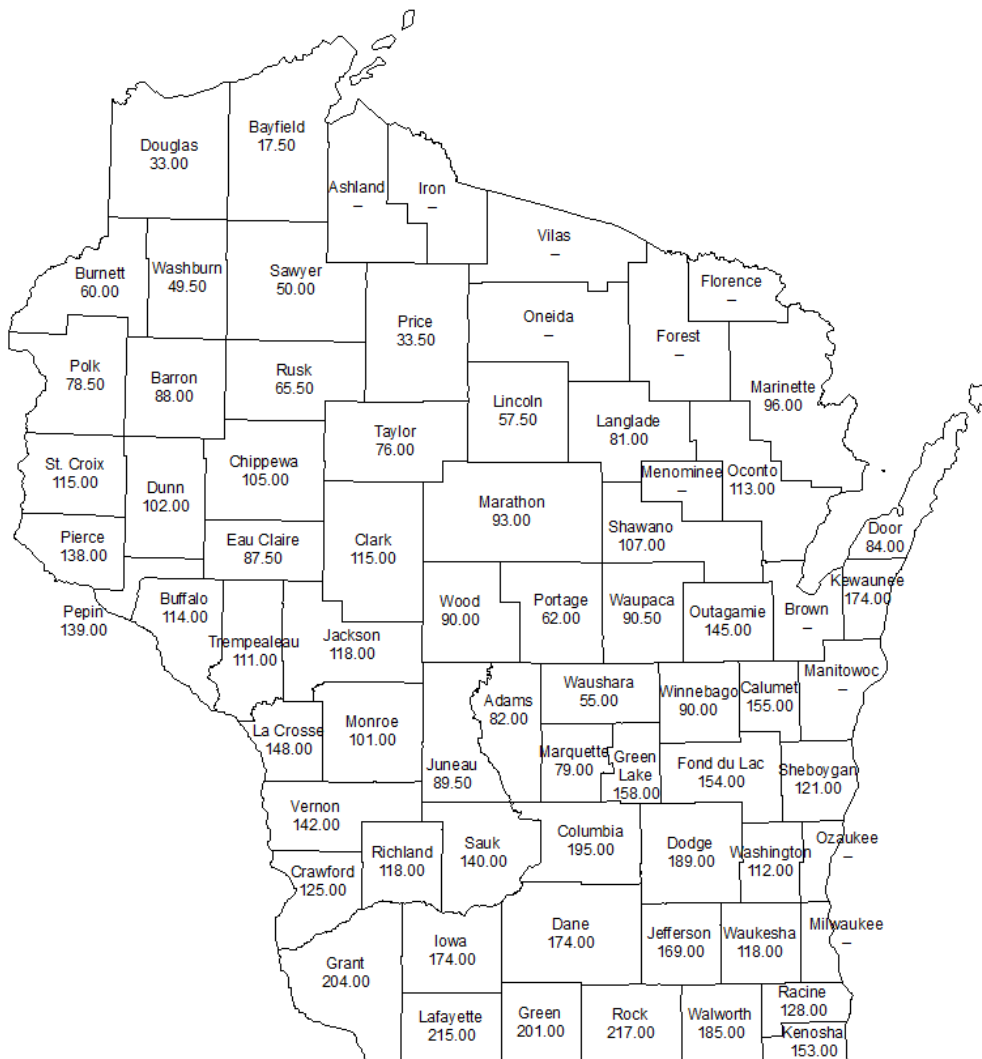 Bayfield
17.50
Douglas
33.00
Ashland
–
Iron
–
Vilas
–
Burnett
60.00
Washburn
49.50
Sawyer
50.00
Florence
–
Price
33.50
Oneida
–
Forest
–
Polk
78.50
Barron
88.00
Rusk
65.50
Marinette
96.00
Lincoln
57.50
Langlade
81.00
Taylor
76.00
St. Croix
115.00
Chippewa
105.00
Menominee
–
Oconto
113.00
Dunn
102.00
Marathon
93.00
Pierce
138.00
Eau Claire
87.50
Clark
115.00
Shawano
107.00
Door
84.00
Kewaunee
174.00
Pepin
139.00
Buffalo
114.00
Wood
90.00
Portage
62.00
Waupaca
90.50
Outagamie
145.00
Brown
–
Trempealeau
111.00
Jackson
118.00
Manitowoc
–
Adams
82.00
Waushara
55.00
Winnebago
90.00
Calumet
155.00
La Crosse
148.00
Monroe
101.00
Juneau
89.50
Marquette
79.00
Green
Lake
158.00
Fond du Lac
154.00
Sheboygan
121.00
Vernon
142.00
Richland
118.00
Sauk
140.00
Columbia
195.00
Dodge
189.00
Washington
112.00
Ozaukee
–
Crawford
125.00
Grant
204.00
Iowa
174.00
Dane
174.00
Jefferson
169.00
Waukesha
118.00
Milwaukee
–
Lafayette
215.00
Green
201.00
Rock
217.00
Walworth
185.00
Racine
128.00
Kenosha
153.00